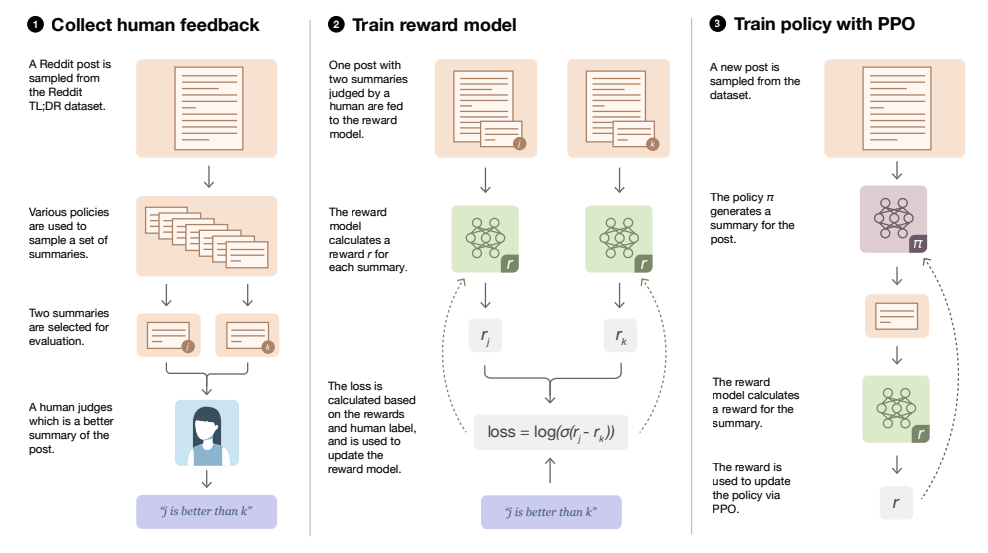 1 Collect human feedback
A Reddit post is
sampled from
the Reddit
TL;DR dataset.
Various policies
are used to
sample a set of
summaries.
Two summaries
are selected for
evaluation.
j
k
A human judges
which is a better
summary of the
post.
"j is better than k"
2 Train reward model
One post with
two summaries
judged by a
human are fed
to the reward
model.
j
k
The reward
model
calculates a
reward r for
each summary.
r
r
r_j
r_k
The loss is
calculated based
on the rewards
and human label,
and is used to
update the
reward model.
loss = log(σ(r_j - r_k))
"j is better than k"
3 Train policy with PPO
A new post is
sampled from the
dataset.
The policy π
generates a
summary for the
post.
π
The reward
model calculates
a reward for the
summary.
r
The reward is
used to update
the policy via
PPO.
r